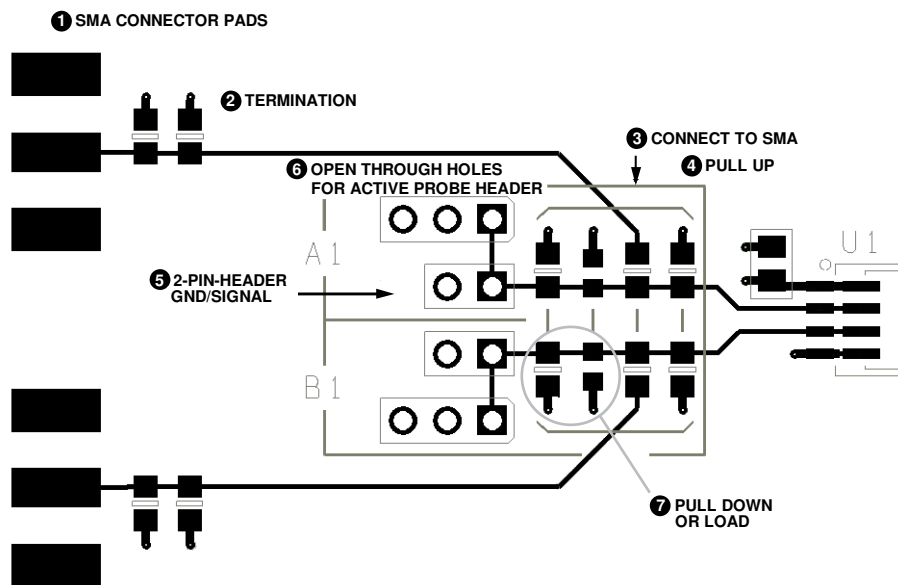 1 SMA CONNECTOR PADS
2 TERMINATION
3 CONNECT TO SMA
4 PULL UP
6 OPEN THROUGH HOLES
FOR ACTIVE PROBE HEADER
A1
U1
5 2-PIN-HEADER
GND/SIGNAL
B1
7 PULL DOWN
OR LOAD